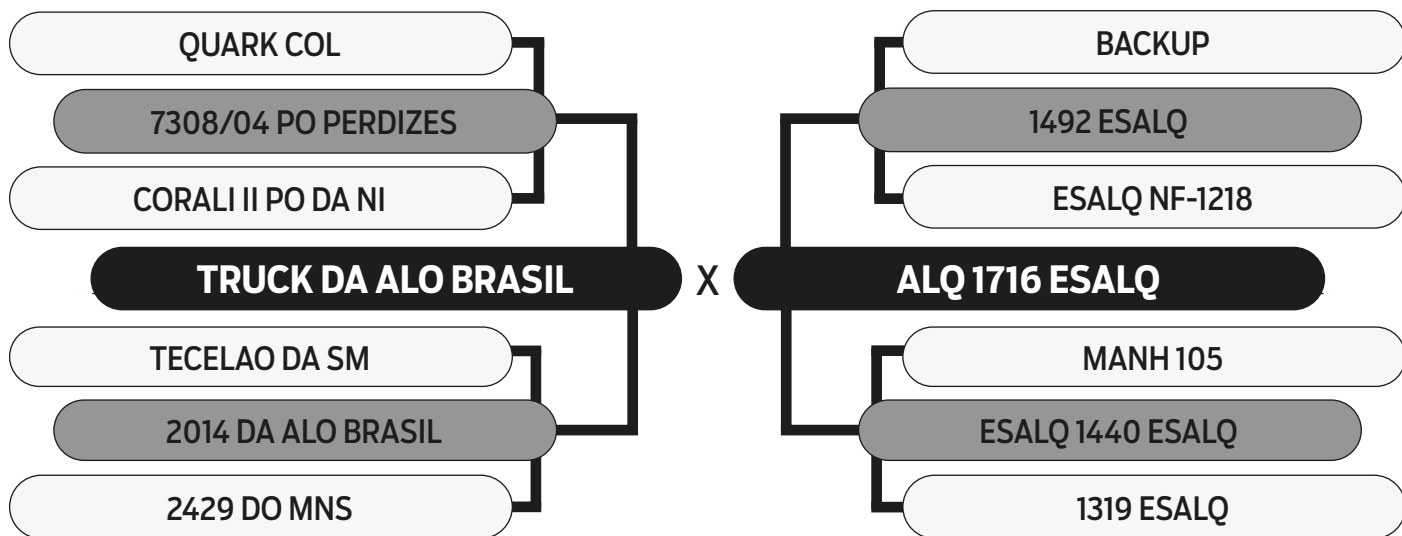 QUARK COL
7308/04 PO PERDIZES
CORALI II PO DA NI
TRUCK DA ALO BRASIL
TECELAO DA SM
2014 DA ALO BRASIL
2429 DO MNS
X
BACKUP
1492 ESALQ
ESALQ NF-1218
ALQ 1716 ESALQ
MANH 105
ESALQ 1440 ESALQ
1319 ESALQ